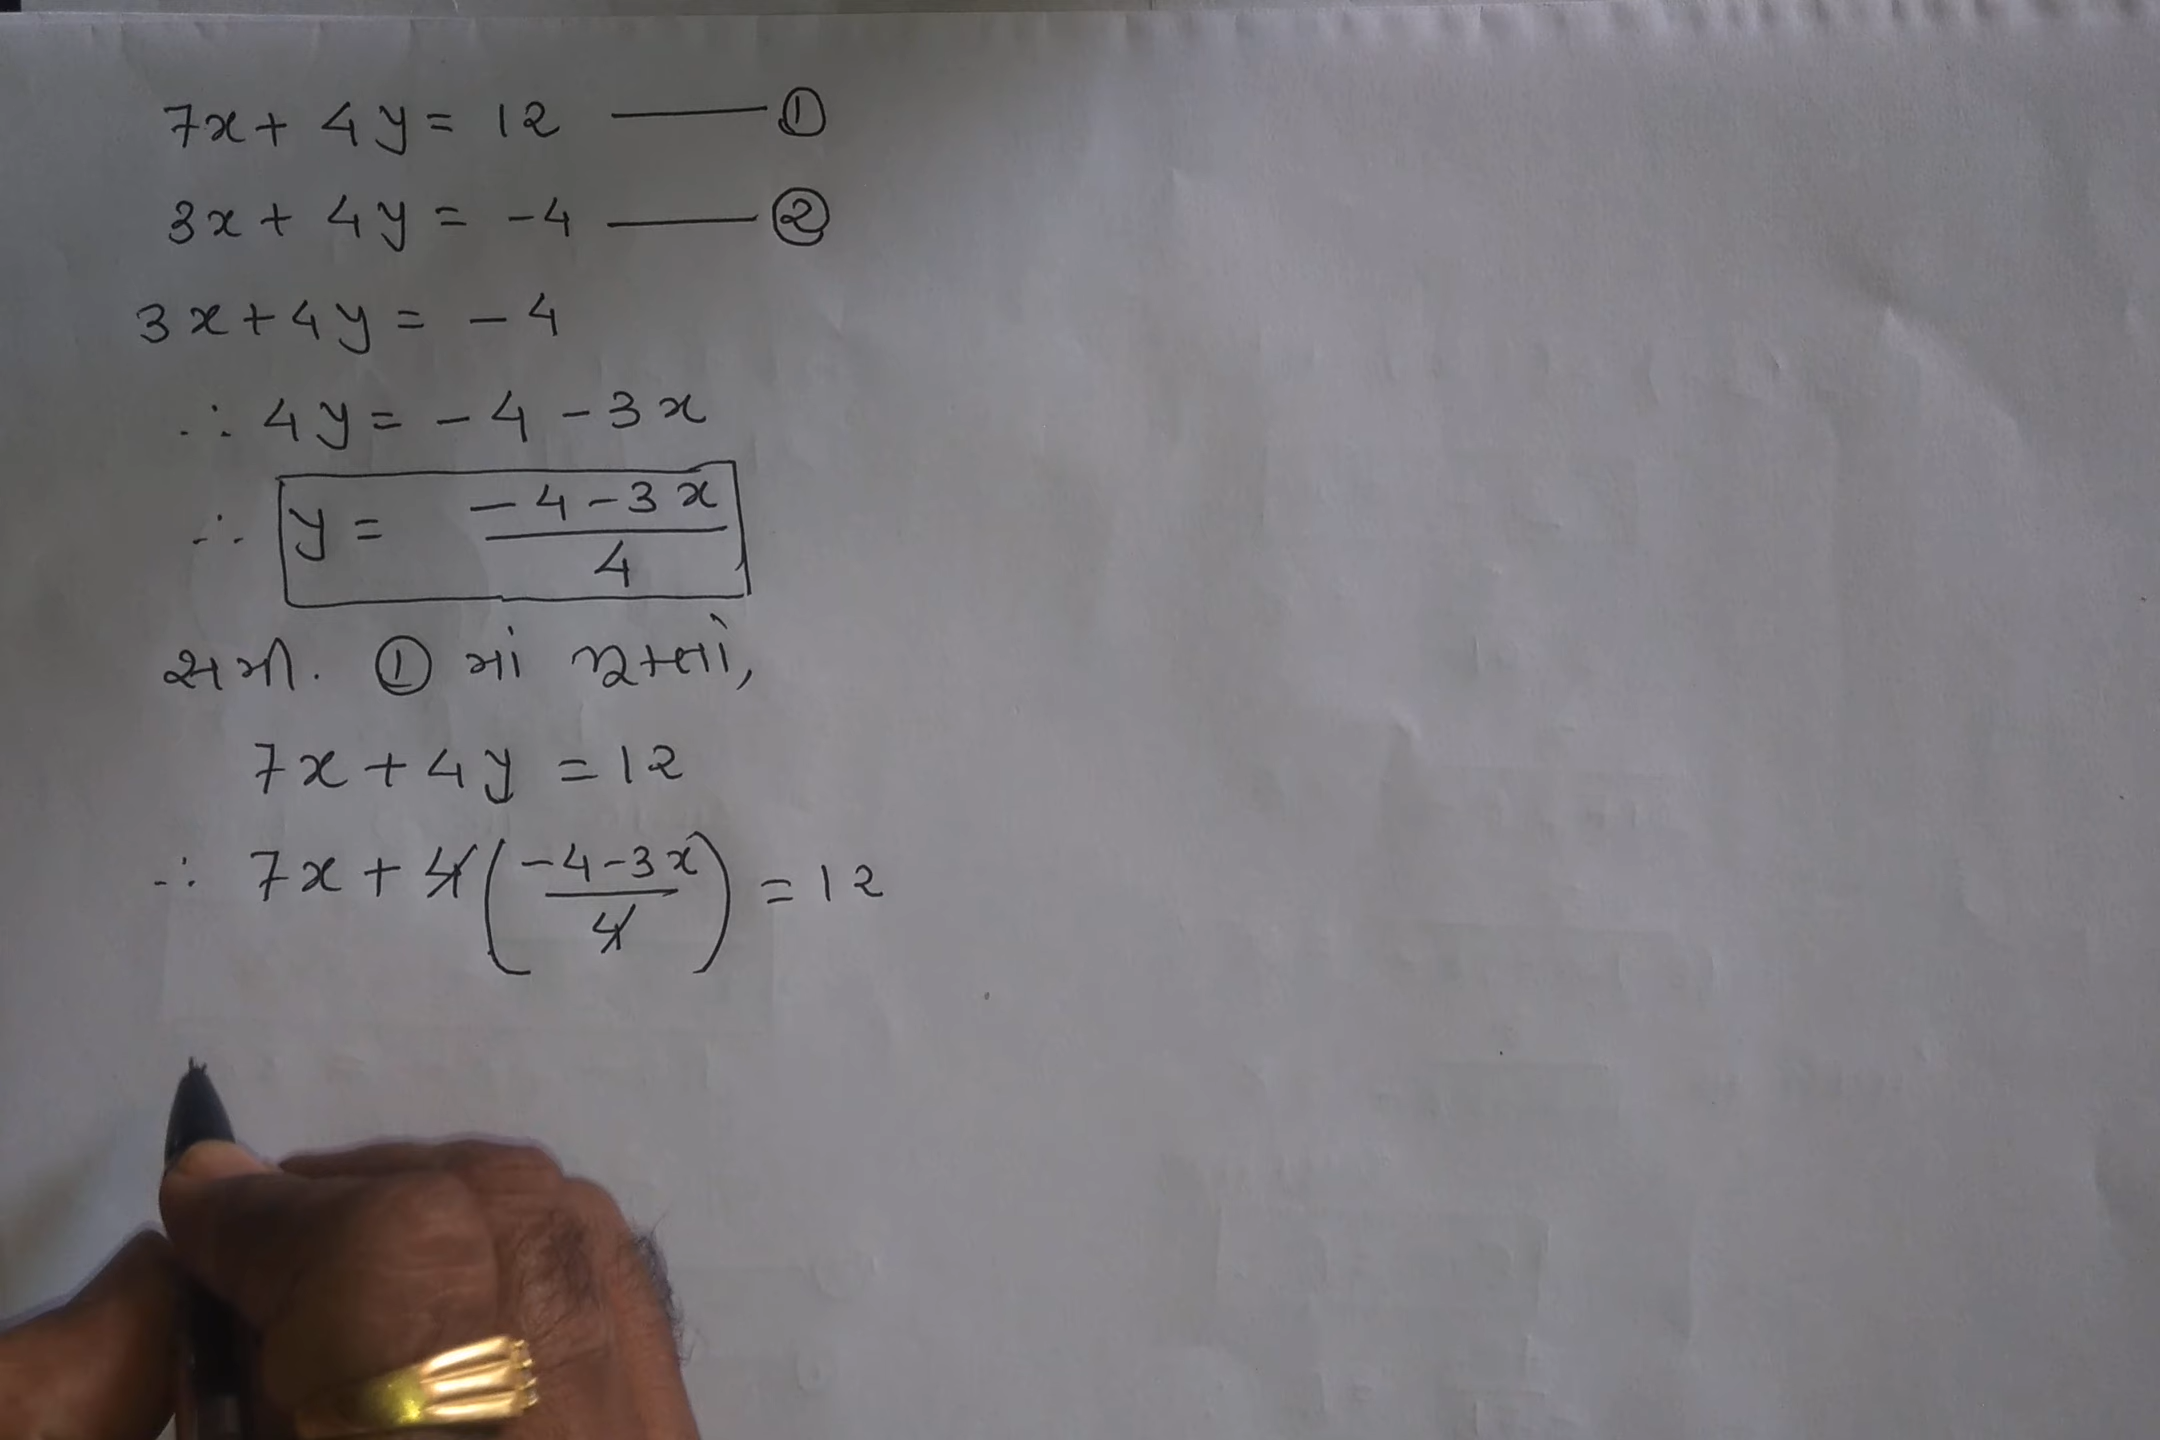 7x + 4y = 12 —— ①
3x + 4y = -4 —— ②
3x + 4y = -4
∴ 4y = -4 - 3x
∴ y = (-4 - 3x)/4
સમી. ① માં મૂકતાં,
7x + 4y = 12
∴ 7x + 4((-4 - 3x)/4) = 12